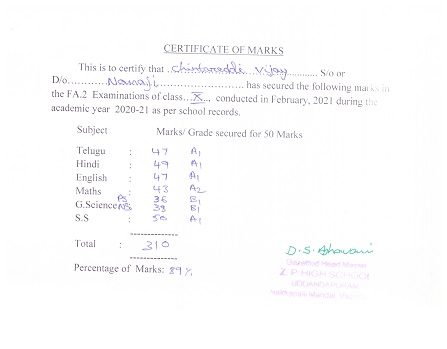 CERTIFICATE OF MARKS
This is to certify that Chintareddi Vijay S/o or
D/o............Nanaji........................ has secured the following marks in
the FA.2 Examinations of class..X.., conducted in February, 2021 during the
academic year 2020-21 as per school records.
Subject Marks/ Grade secured for 50 Marks
Telugu : 47 A1
Hindi : 49 A1
English : 47 A1
Maths : 43 A2
G.Science PS 36 B1
NS 38 B1
S.S : 50 A1
--------------
Total : 310
--------------
Percentage of Marks: 89%
D.S.
Head Master
Z P HIGH SCHOOL